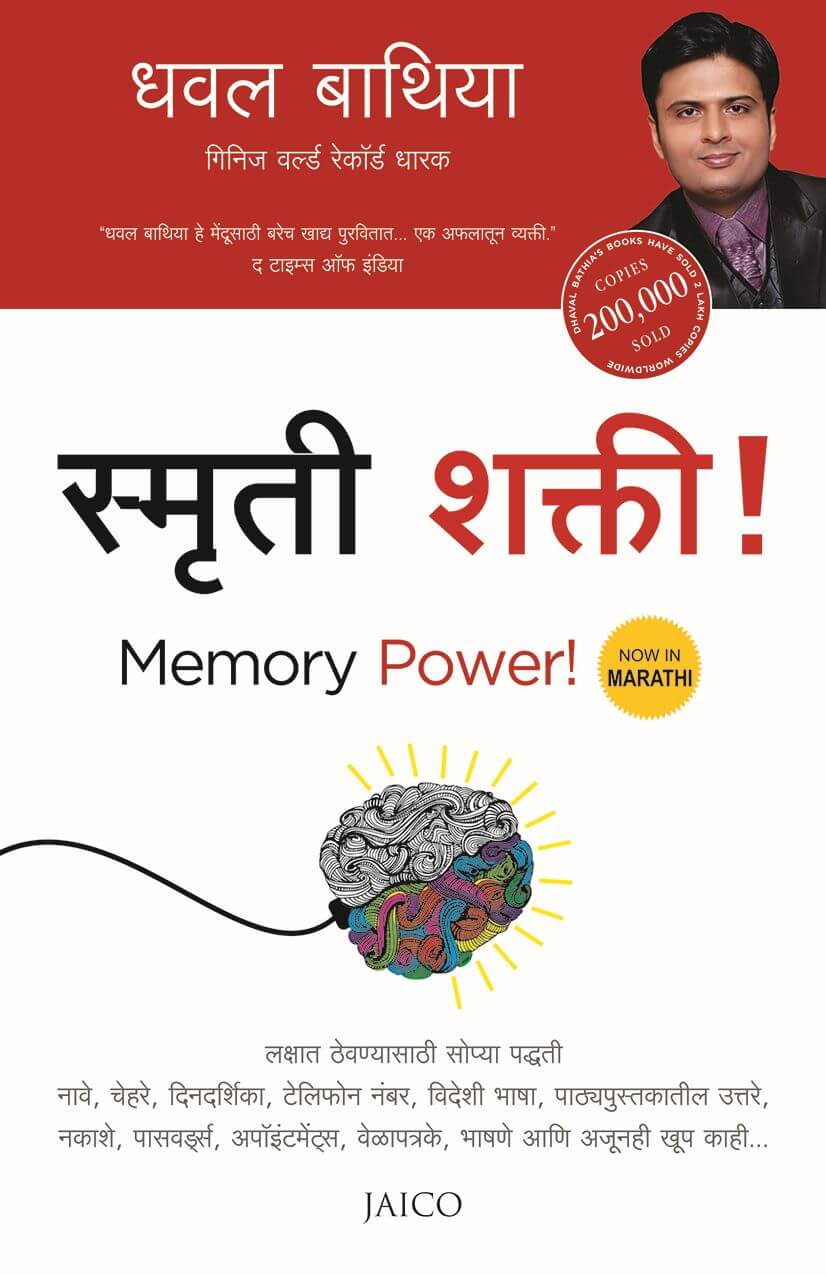 धवल बाथिया
गिनिज वर्ल्ड रेकॉर्ड धारक
“धवल बाथिया हे मेंदूसाठी बरेच खाद्य पुरवितात... एक अफलातून व्यक्ती.”
द टाइम्स ऑफ इंडिया
DHAVAL BATHIA'S BOOKS HAVE SOLD 2 LAKH COPIES WORLDWIDE
COPIES
200,000
SOLD
स्मृती शक्ती!
Memory Power!
NOW IN
MARATHI
लक्षात ठेवण्यासाठी सोप्या पद्धती
नावे, चेहरे, दिनदर्शिका, टेलिफोन नंबर, विदेशी भाषा, पाठ्यपुस्तकातील उत्तरे,
नकाशे, पासवर्ड्स, अपॉइंटमेंट्स, वेळापत्रके, भाषणे आणि अजूनही खूप काही...
JAICO